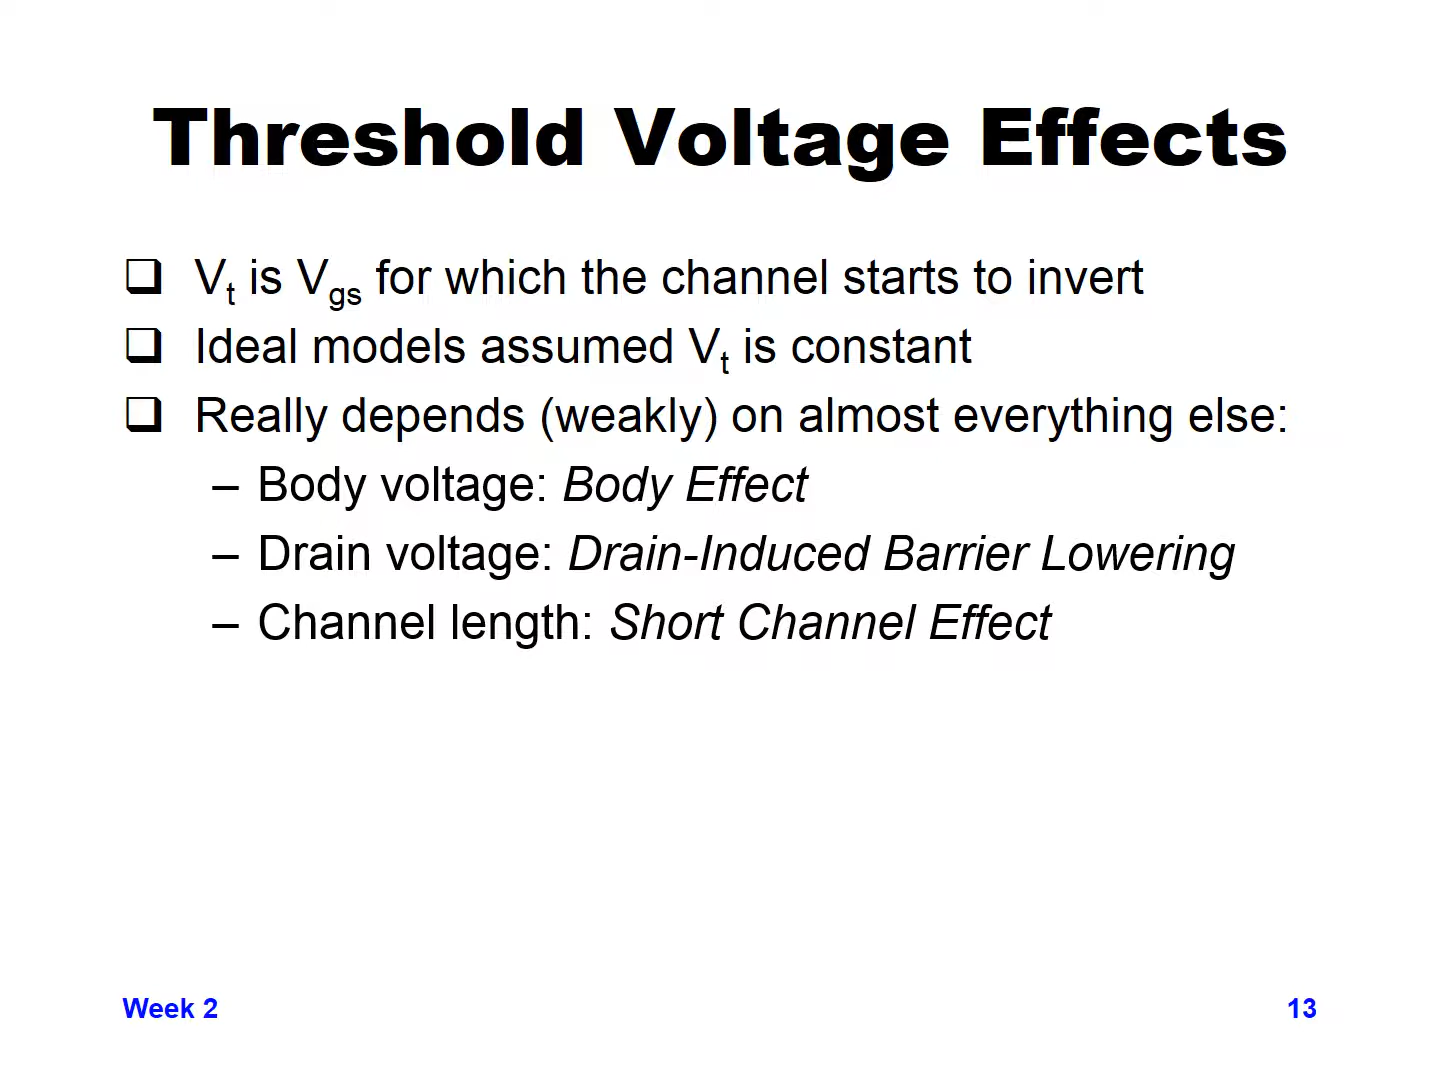 Threshold Voltage Effects
❑ Vt is Vgs for which the channel starts to invert
❑ Ideal models assumed Vt is constant
❑ Really depends (weakly) on almost everything else:
– Body voltage: Body Effect
– Drain voltage: Drain-Induced Barrier Lowering
– Channel length: Short Channel Effect
Week 2
13